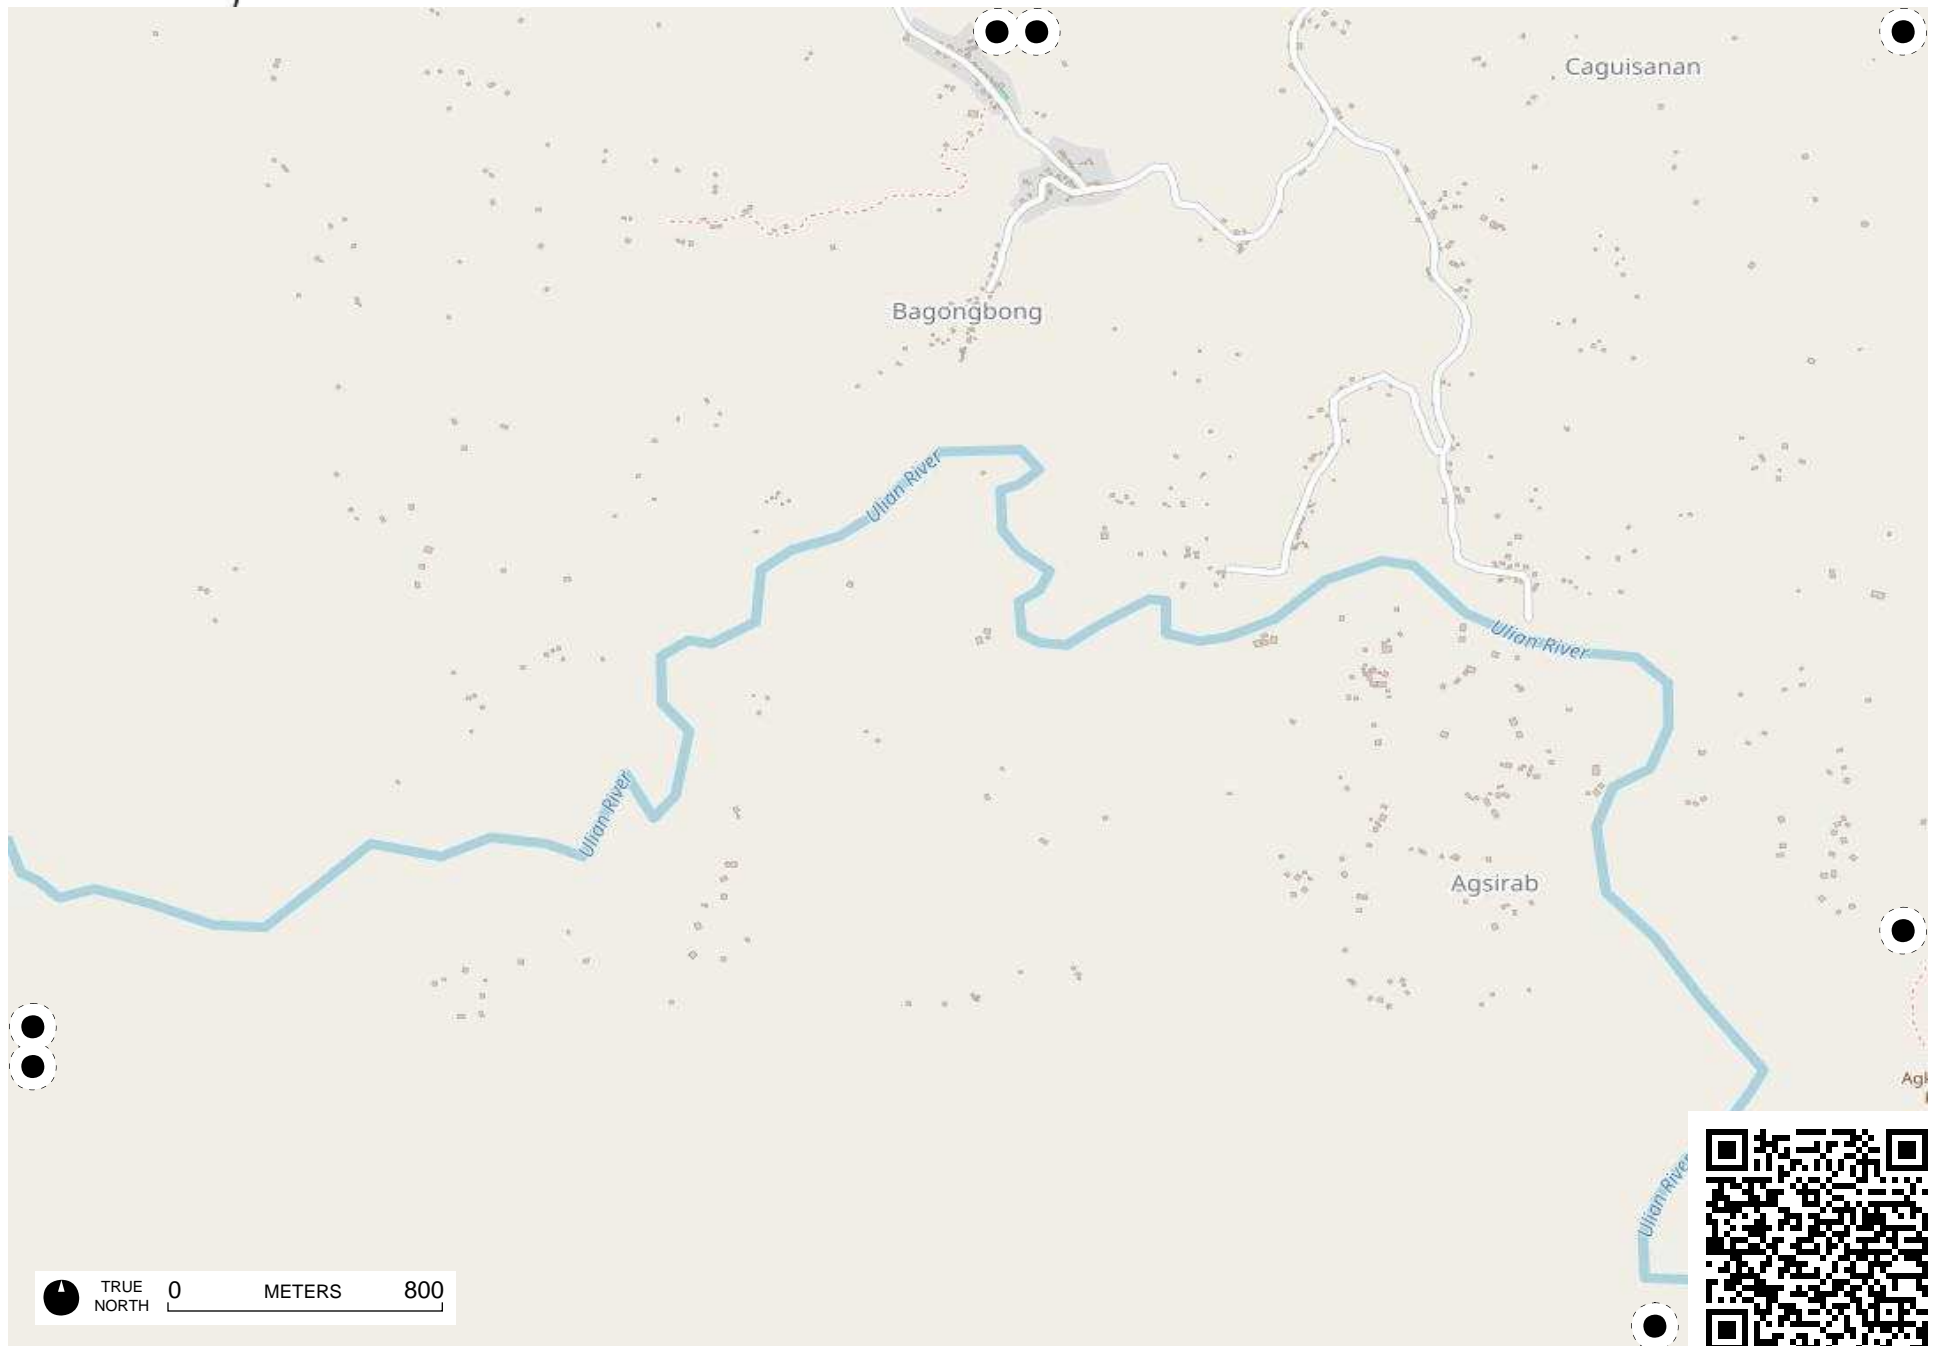 Caguisanan
Bagongbong
Ulian River
Ulian River
Ulian River
Agsirab
Ulian River
TRUE
NORTH
0 METERS 800